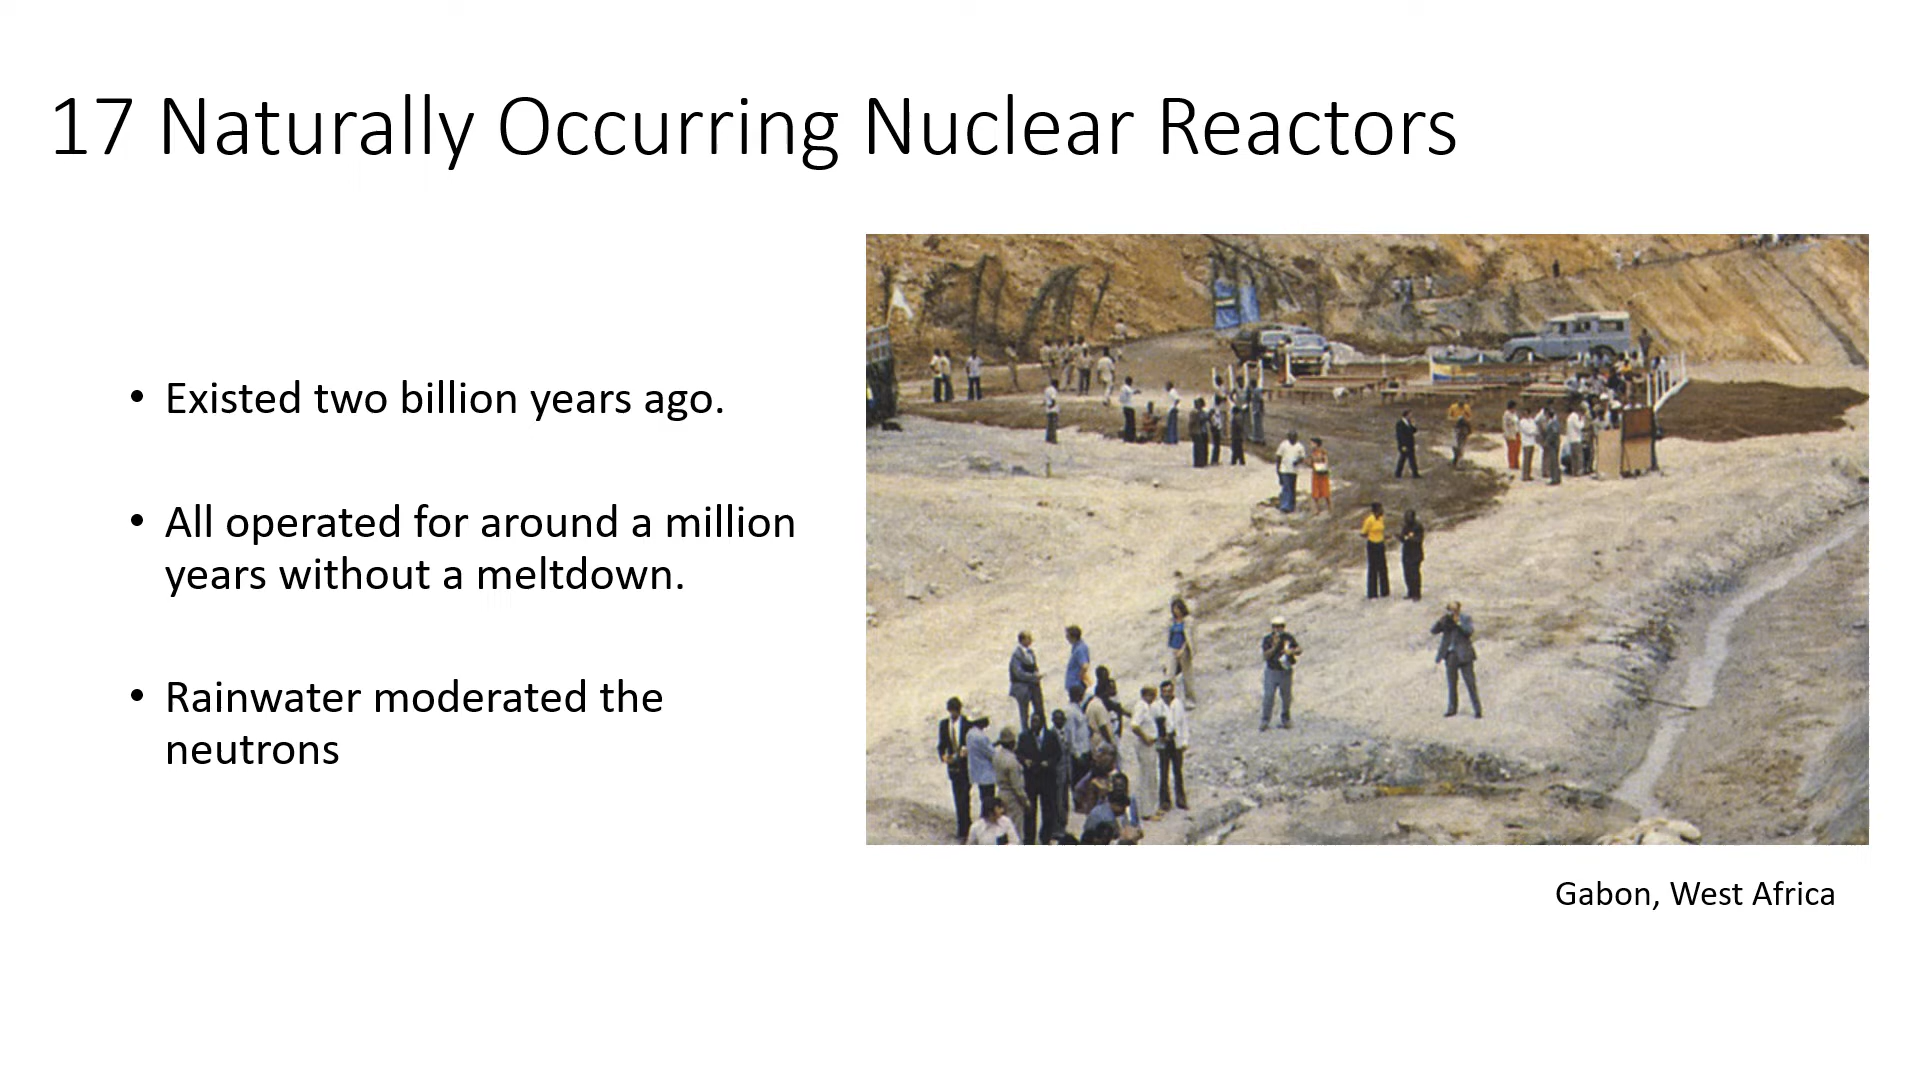 17 Naturally Occurring Nuclear Reactors
• Existed two billion years ago.
• All operated for around a million
years without a meltdown.
• Rainwater moderated the
neutrons
Gabon, West Africa